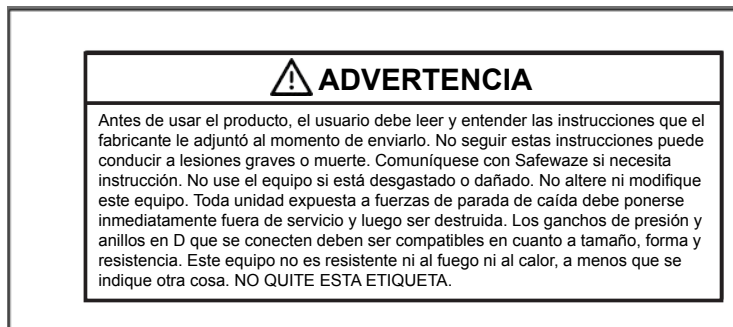 ADVERTENCIA
Antes de usar el producto, el usuario debe leer y entender las instrucciones que el
fabricante le adjuntó al momento de enviarlo. No seguir estas instrucciones puede
conducir a lesiones graves o muerte. Comuníquese con Safewaze si necesita
instrucción. No use el equipo si está desgastado o dañado. No altere ni modifique
este equipo. Toda unidad expuesta a fuerzas de parada de caída debe ponerse
inmediatamente fuera de servicio y luego ser destruida. Los ganchos de presión y
anillos en D que se conecten deben ser compatibles en cuanto a tamaño, forma y
resistencia. Este equipo no es resistente ni al fuego ni al calor, a menos que se
indique otra cosa. NO QUITE ESTA ETIQUETA.